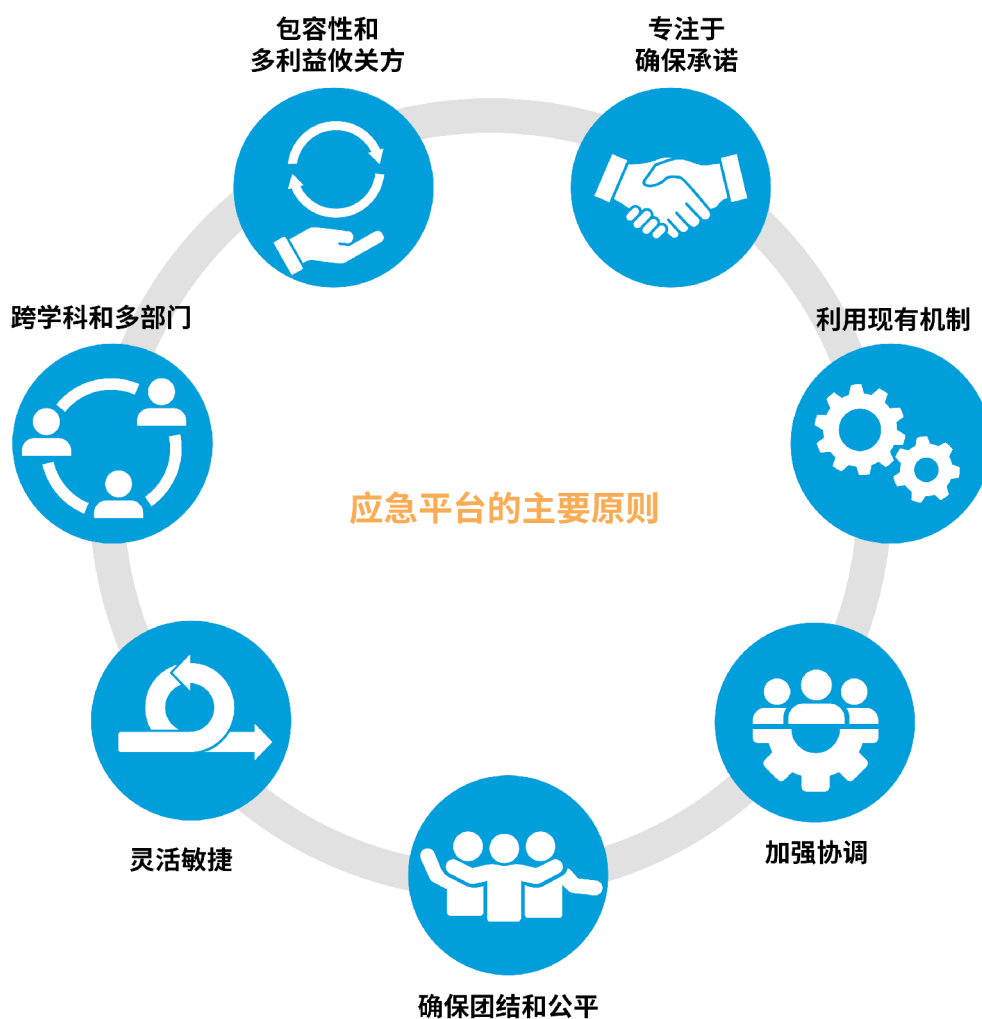 包容性和
多利益攸关方
专注于
确保承诺
跨学科和多部门
利用现有机制
应急平台的主要原则
灵活敏捷
加强协调
确保团结和公平